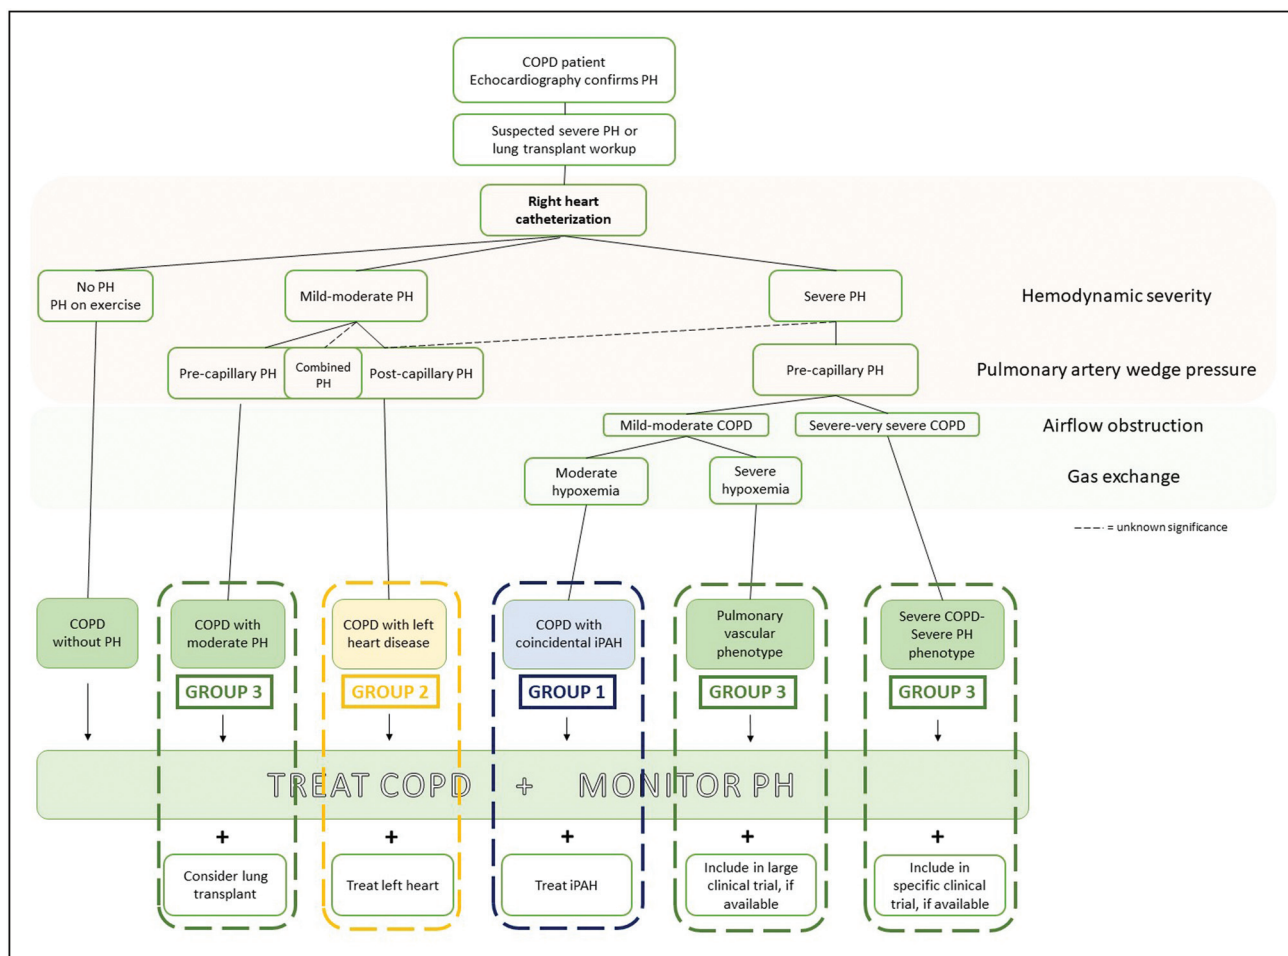 COPD patient
Echocardiography confirms PH
Suspected severe PH or
lung transplant workup
Right heart
catheterization
No PH
PH on exercise
Mild-moderate PH
Severe PH
Hemodynamic severity
Pre-capillary PH
Combined
PH
Post-capillary PH
Pre-capillary PH
Pulmonary artery wedge pressure
Mild-moderate COPD
Severe-very severe COPD
Airflow obstruction
Moderate
hypoxemia
Severe
hypoxemia
Gas exchange
= unknown significance
COPD
without PH
COPD with
moderate PH
COPD with left
heart disease
COPD with
coincidental iPAH
Pulmonary
vascular
phenotype
Severe COPD-
Severe PH
phenotype
GROUP 3
GROUP 2
GROUP 1
GROUP 3
GROUP 3
TREAT COPD + MONITOR PH
+
+
+
+
+
Consider lung
transplant
Treat left heart
Treat iPAH
Include in large
clinical trial, if
available
Include in
specific clinical
trial, if available